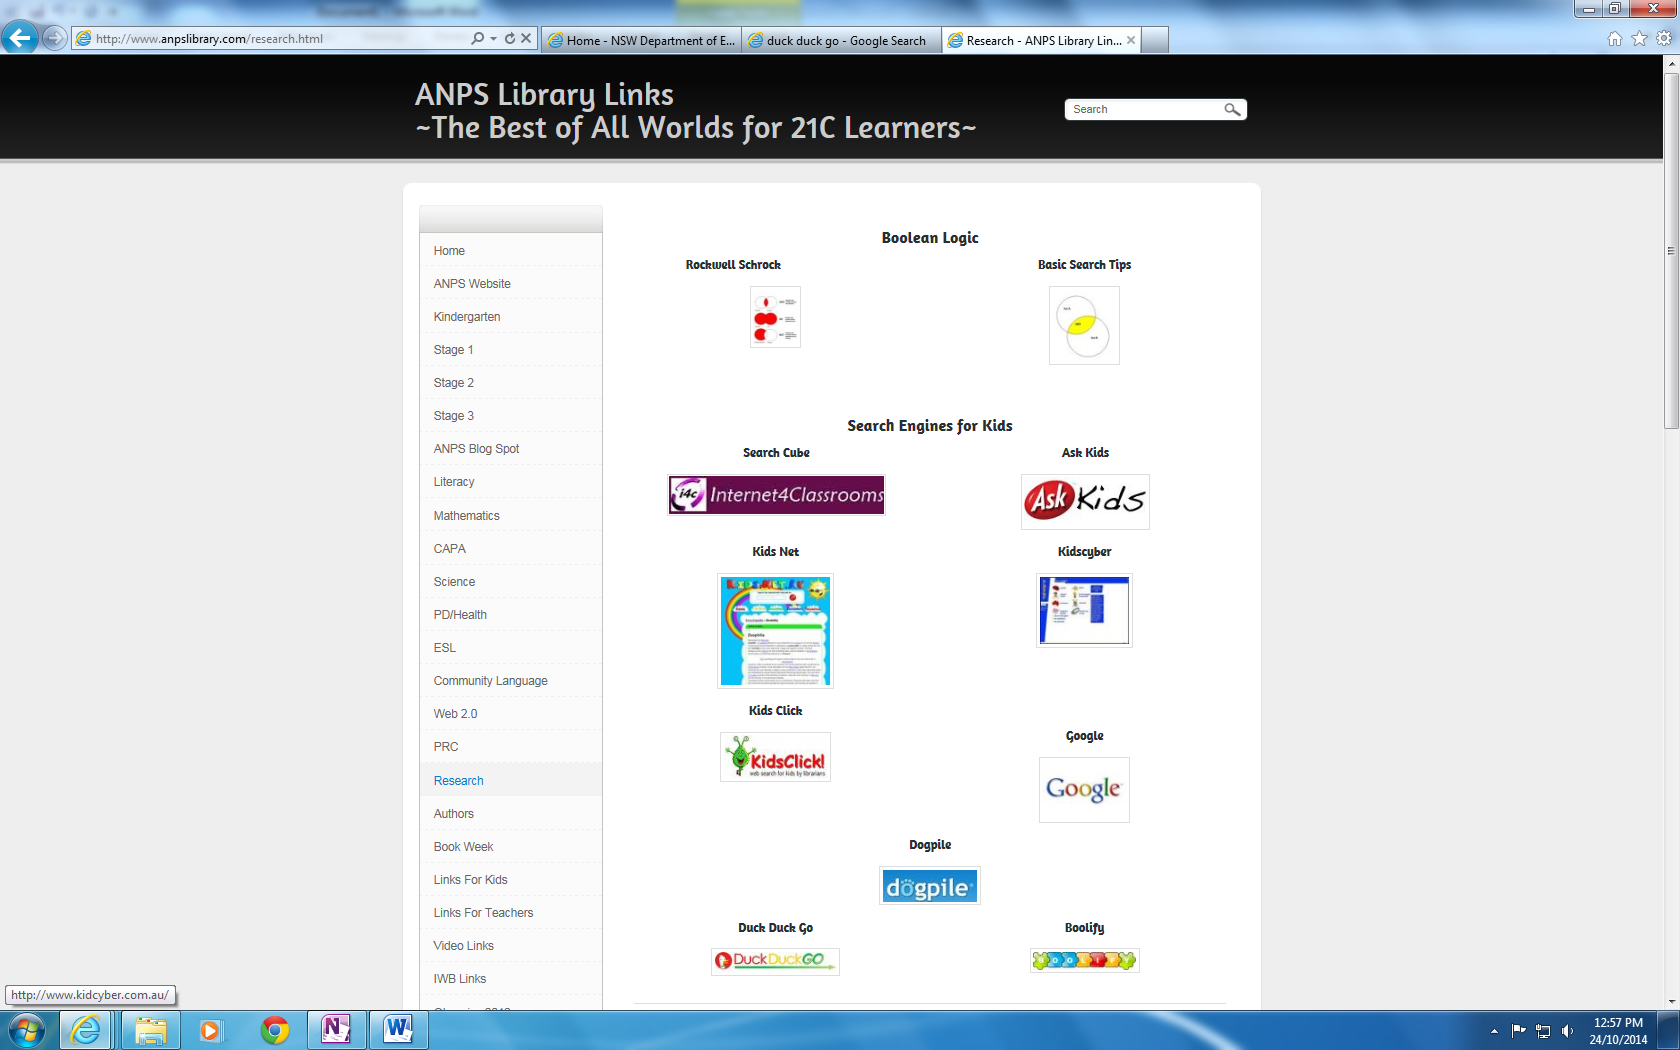 http://www.anpslibrary.com/research.html
Home - NSW Department of E...
duck duck go - Google Search
Research - ANPS Library Lin...
ANPS Library Links
~The Best of All Worlds for 21C Learners~
Search
Home
ANPS Website
Kindergarten
Stage 1
Stage 2
Stage 3
ANPS Blog Spot
Literacy
Mathematics
CAPA
Science
PD/Health
ESL
Community Language
Web 2.0
PRC
Research
Authors
Book Week
Links For Kids
Links For Teachers
Video Links
IWB Links
Boolean Logic
Rockwell Schrock
Basic Search Tips
Search Engines for Kids
Search Cube
Ask Kids
i4c Internet4Classrooms
Ask Kids
Kids Net
Kidscyber
Kids Click
Google
KidsClick!
web search for kids by librarians
Google
Dogpile
dogpile
Duck Duck Go
Boolify
DuckDuckGO
BOOLIFY
http://www.kidcyber.com.au/
12:57 PM
24/10/2014